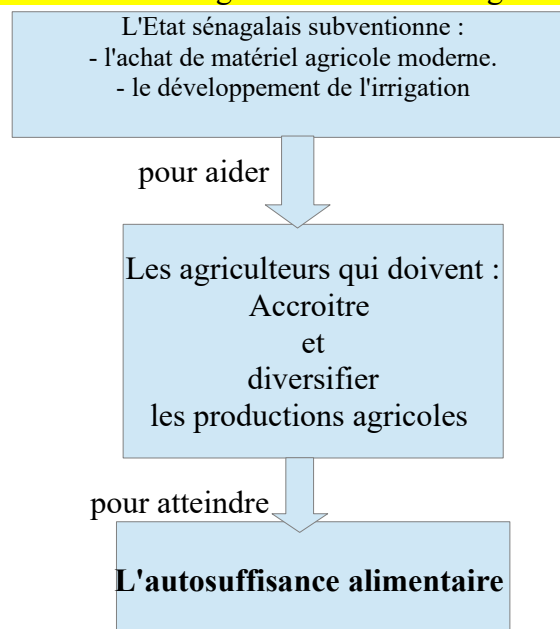 L'Etat sénagalais subventionne :
- l'achat de matériel agricole moderne.
- le développement de l'irrigation
pour aider
Les agriculteurs qui doivent :
Accroitre
et
diversifier
les productions agricoles
pour atteindre
L'autosuffisance alimentaire